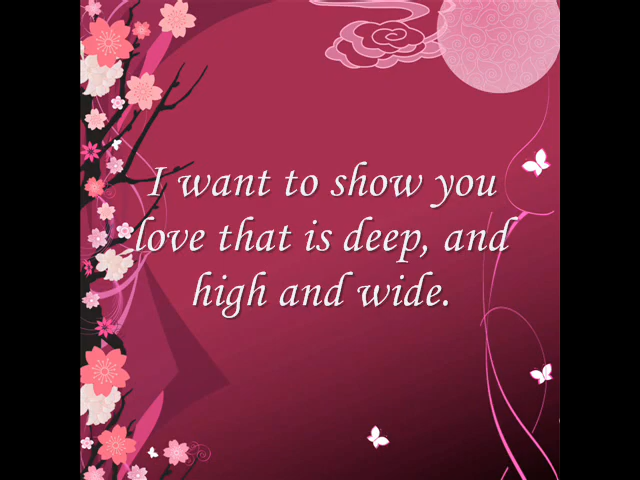 I want to show you
love that is deep, and
high and wide.